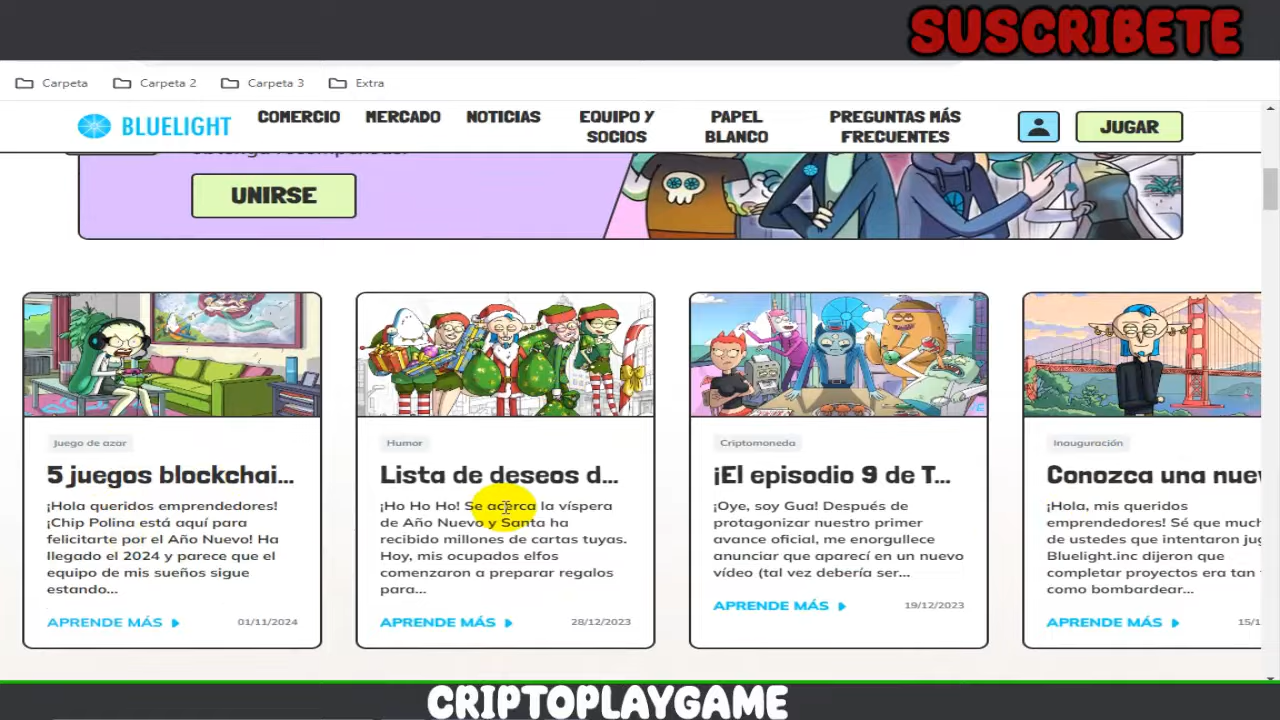 SUSCRIBETE
Carpeta
Carpeta 2
Carpeta 3
Extra
BLUELIGHT
COMERCIO
MERCADO
NOTICIAS
EQUIPO Y
SOCIOS
PAPEL
BLANCO
PREGUNTAS MÁS
FRECUENTES
JUGAR
UNIRSE
Juego de azar
5 juegos blockchai...
¡Hola queridos emprendedores!
¡Chip Polina está aquí para
felicitarte por el Año Nuevo! Ha
llegado el 2024 y parece que el
equipo de mis sueños sigue
estando...
APRENDE MÁS
01/11/2024
Humor
Lista de deseos d...
¡Ho Ho Ho! Se acerca la víspera
de Año Nuevo y Santa ha
recibido millones de cartas tuyas.
Hoy, mis ocupados elfos
comenzaron a preparar regalos
para...
APRENDE MÁS
28/12/2023
Criptomoneda
¡El episodio 9 de T...
¡Oye, soy Gua! Después de
protagonizar nuestro primer
avance oficial, me enorgullece
anunciar que aparecí en un nuevo
vídeo (tal vez debería ser...
APRENDE MÁS
19/12/2023
Inauguración
Conozca una
¡Hola, mis queridos
emprendedores! Sé que
de ustedes que intentaron
Bluelight.inc dijeron que
completar proyectos era tan
como bombardear...
APRENDE MÁS
CRIPTOPLAYGAME